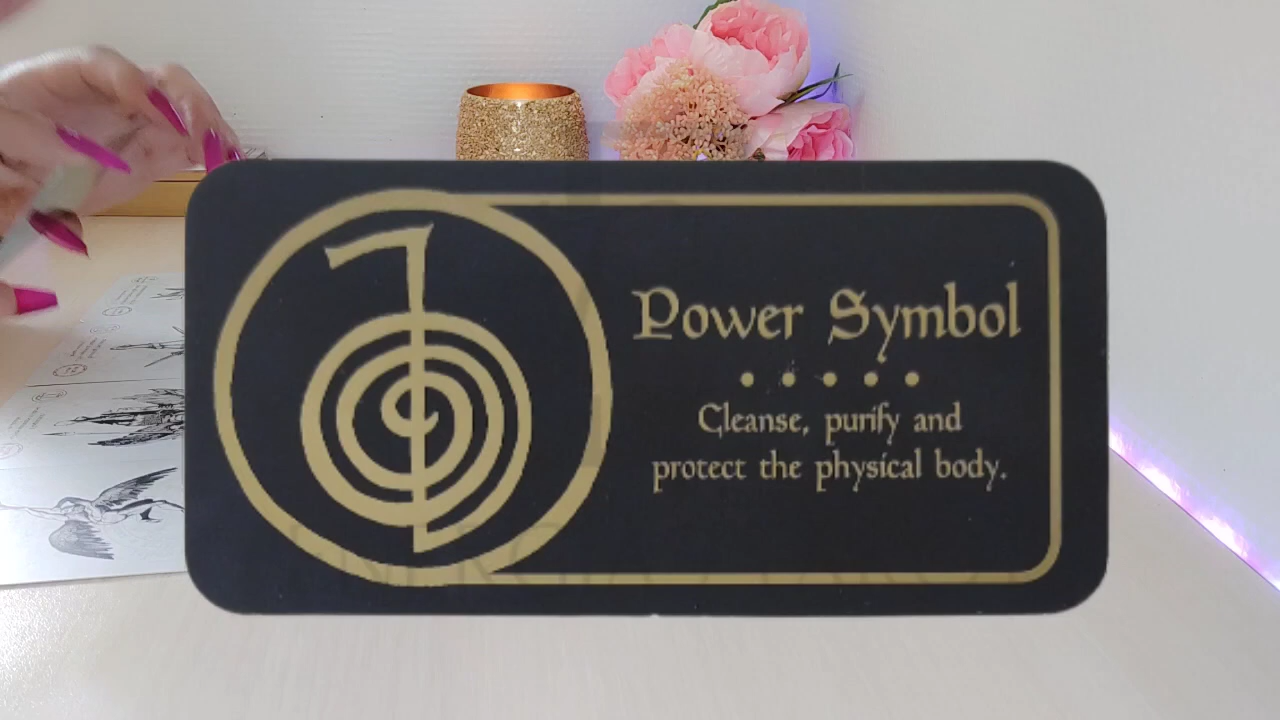 Power Symbol
Cleanse, purify and
protect the physical body.